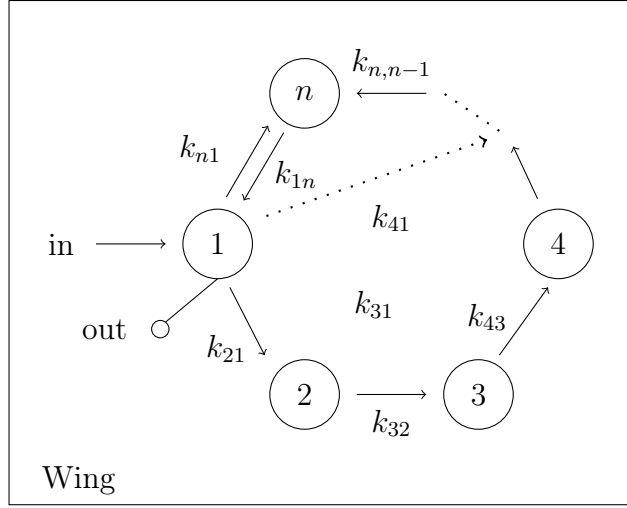 n
k_{n,n-1}
k_{n1}
k_{1n}
k_{41}
in
1
4
k_{31}
out
k_{43}
k_{21}
2
3
k_{32}
Wing